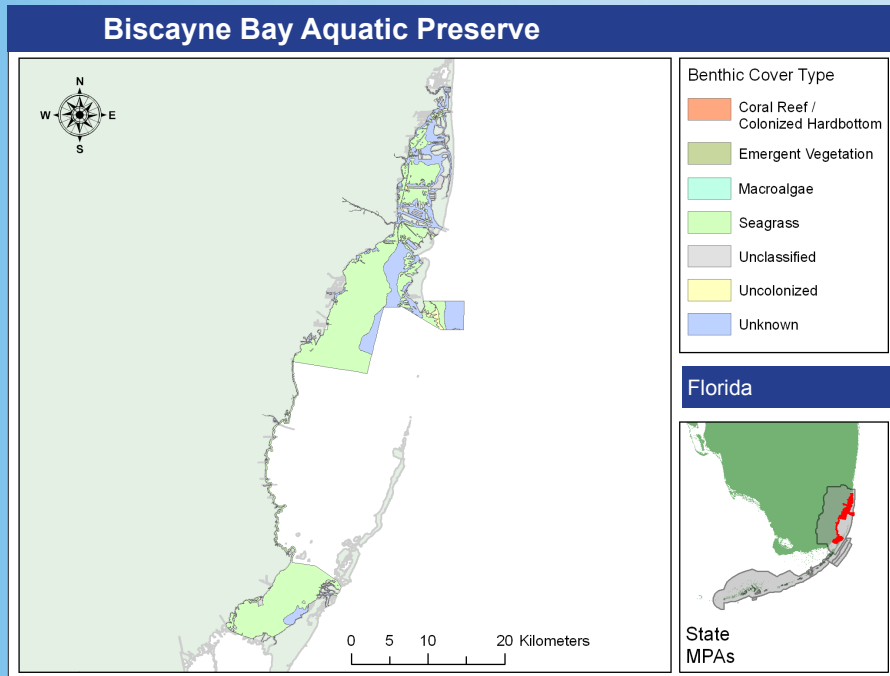 Biscayne Bay Aquatic Preserve
N
W
E
S
Benthic Cover Type
Coral Reef /
Colonized Hardbottom
Emergent Vegetation
Macroalgae
Seagrass
Unclassified
Uncolonized
Unknown
Florida
0 5 10 20 Kilometers
State
MPAs